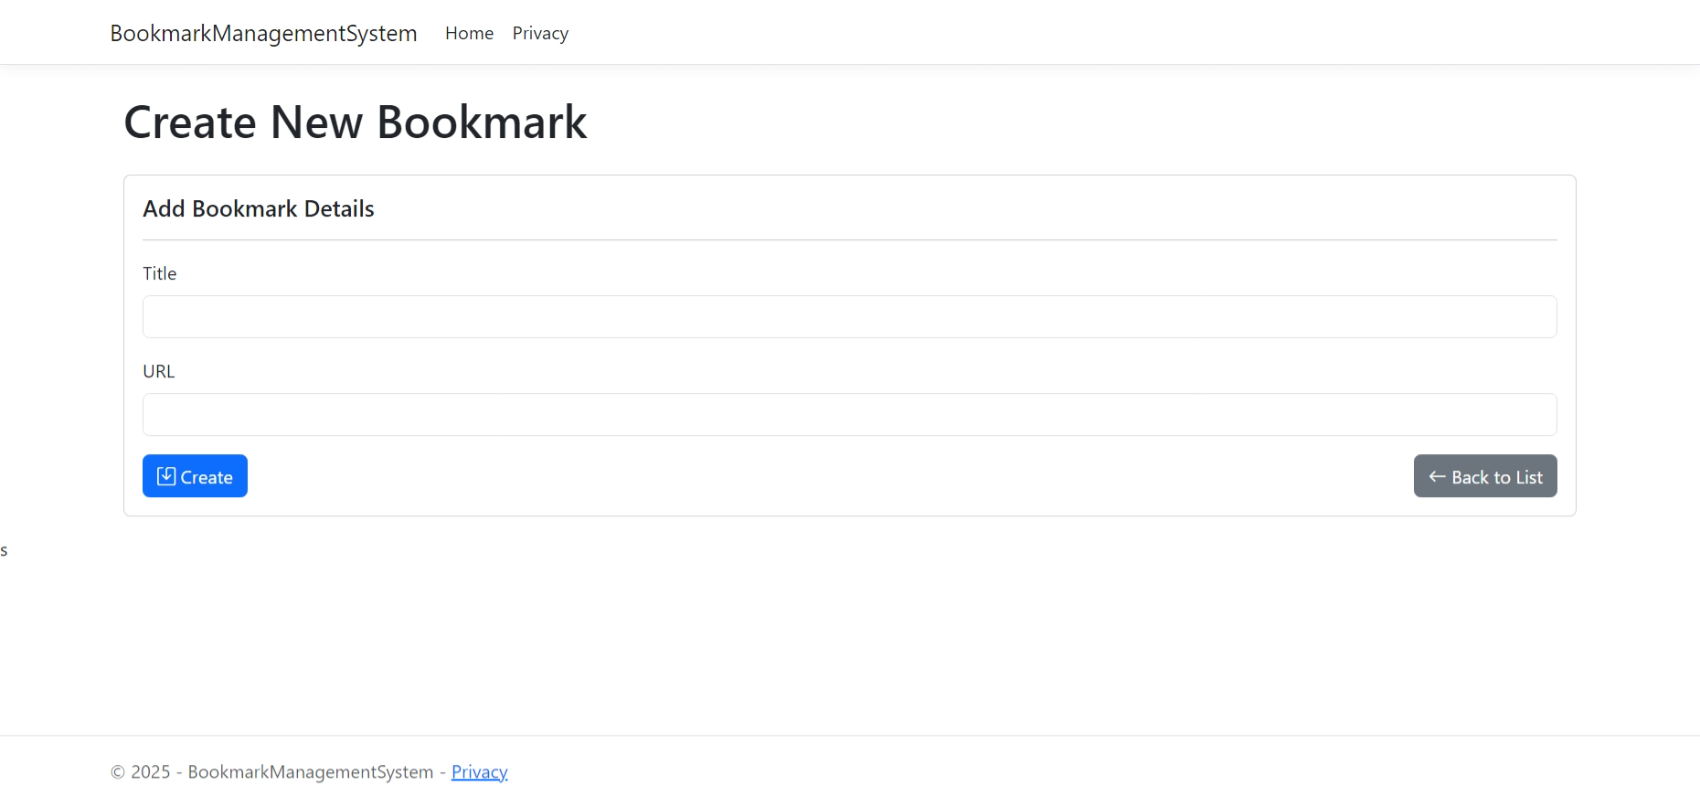 BookmarkManagementSystem Home Privacy
Create New Bookmark
Add Bookmark Details
Title
URL
Create
← Back to List
s
© 2025 - BookmarkManagementSystem - Privacy